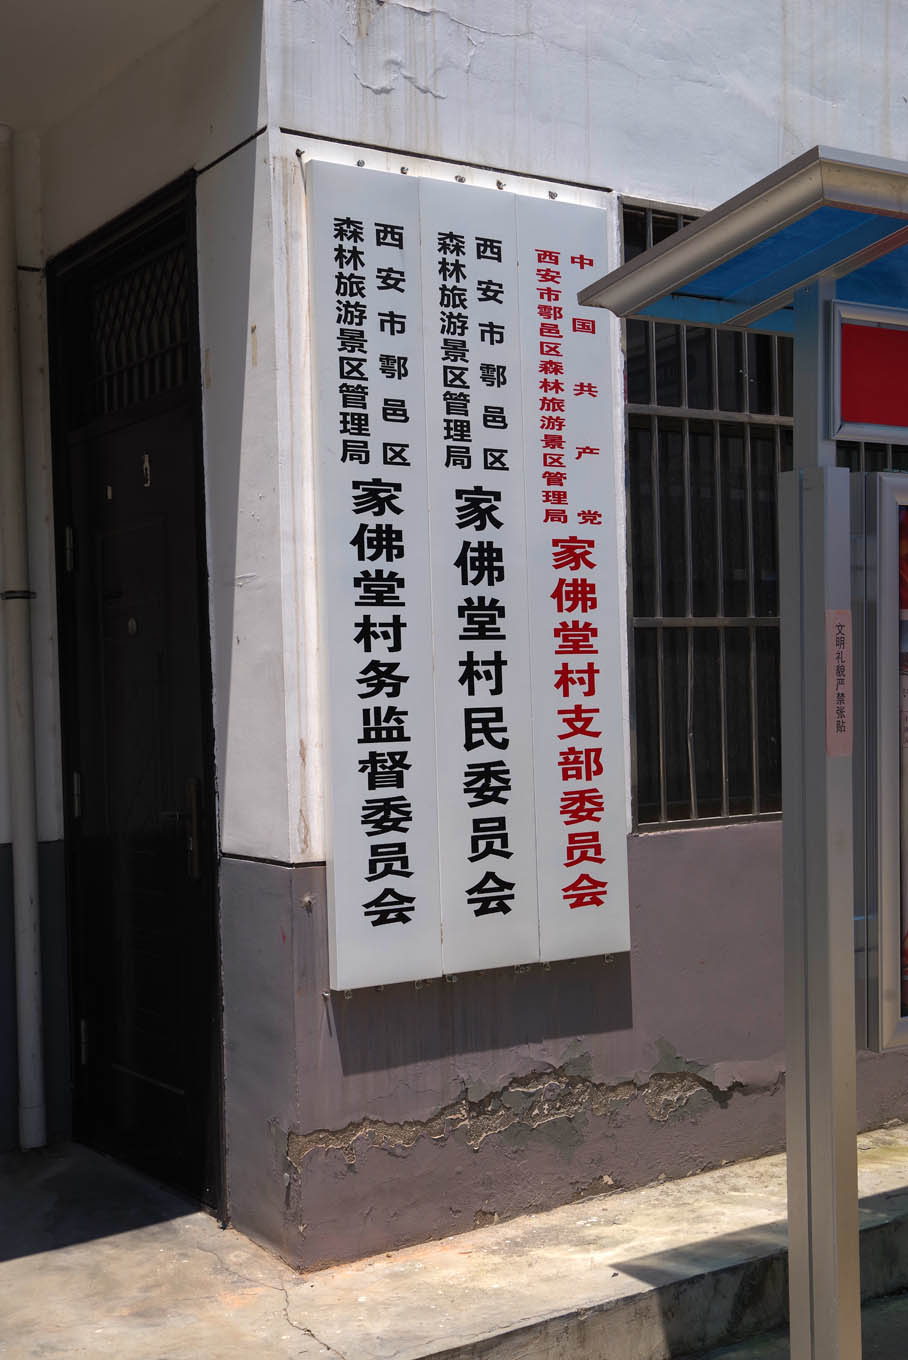 西安市鄠邑区
森林旅游景区管理局
家佛堂村务监督委员会
西安市鄠邑区
森林旅游景区管理局
家佛堂村民委员会
中国共产党
西安市鄠邑区森林旅游景区管理局
家佛堂村支部委员会
文明礼貌严禁张贴